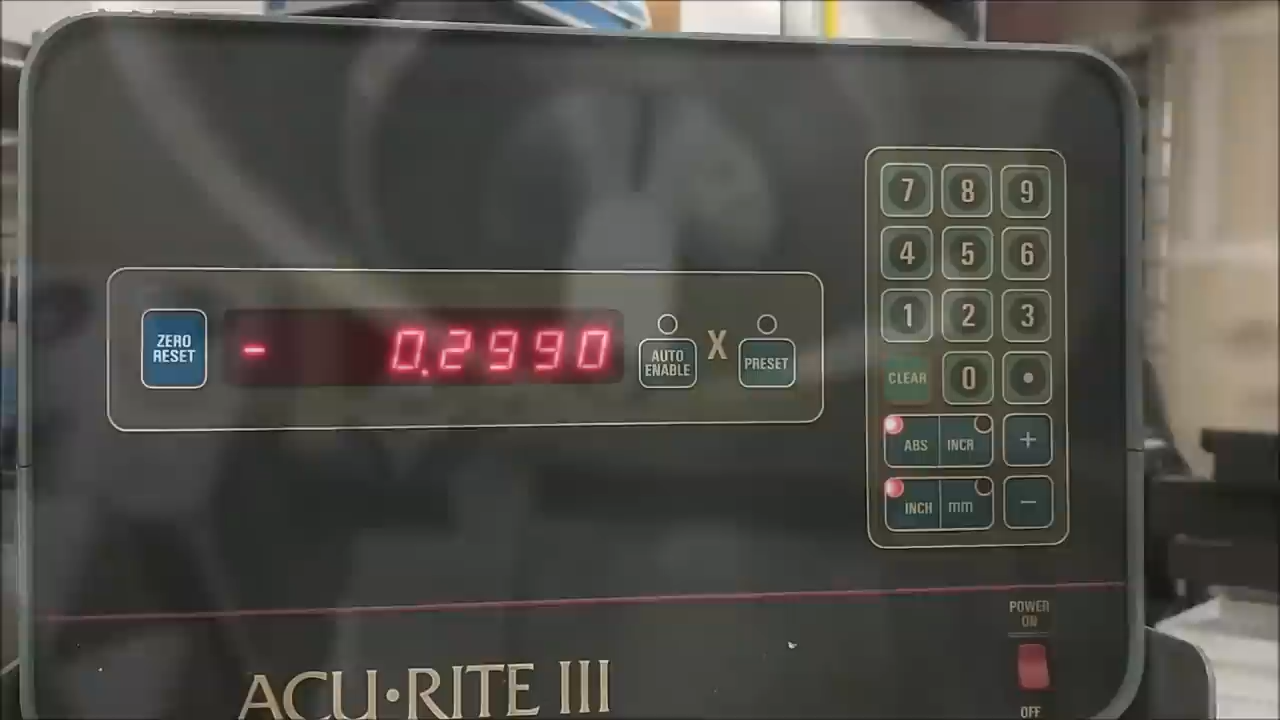 ZERO
RESET
- 0.2990
AUTO
ENABLE
X
PRESET
7 8 9
4 5 6
1 2 3
CLEAR 0 •
ABS INCR +
INCH mm −
POWER
ON
OFF
ACU•RITE III